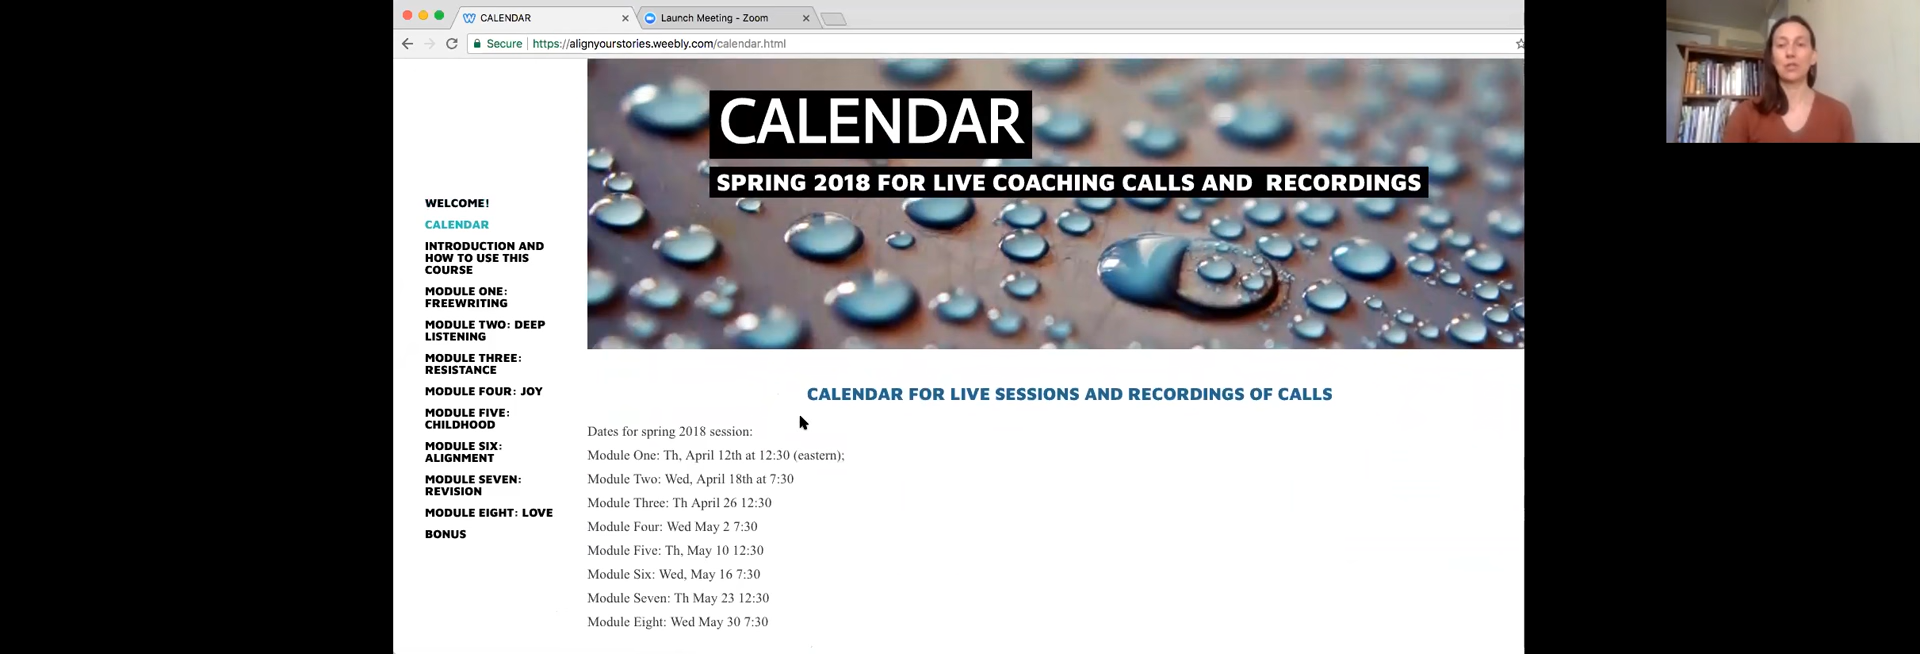 CALENDAR
Launch Meeting - Zoom
Secure
https://alignyourstories.weebly.com/calendar.html
CALENDAR
SPRING 2018 FOR LIVE COACHING CALLS AND RECORDINGS
WELCOME!
CALENDAR
INTRODUCTION AND
HOW TO USE THIS
COURSE
MODULE ONE:
FREEWRITING
MODULE TWO: DEEP
LISTENING
MODULE THREE:
RESISTANCE
MODULE FOUR: JOY
MODULE FIVE:
CHILDHOOD
MODULE SIX:
ALIGNMENT
MODULE SEVEN:
REVISION
MODULE EIGHT: LOVE
BONUS
CALENDAR FOR LIVE SESSIONS AND RECORDINGS OF CALLS
Dates for spring 2018 session:
Module One: Th, April 12th at 12:30 (eastern);
Module Two: Wed, April 18th at 7:30
Module Three: Th April 26 12:30
Module Four: Wed May 2 7:30
Module Five: Th, May 10 12:30
Module Six: Wed, May 16 7:30
Module Seven: Th May 23 12:30
Module Eight: Wed May 30 7:30